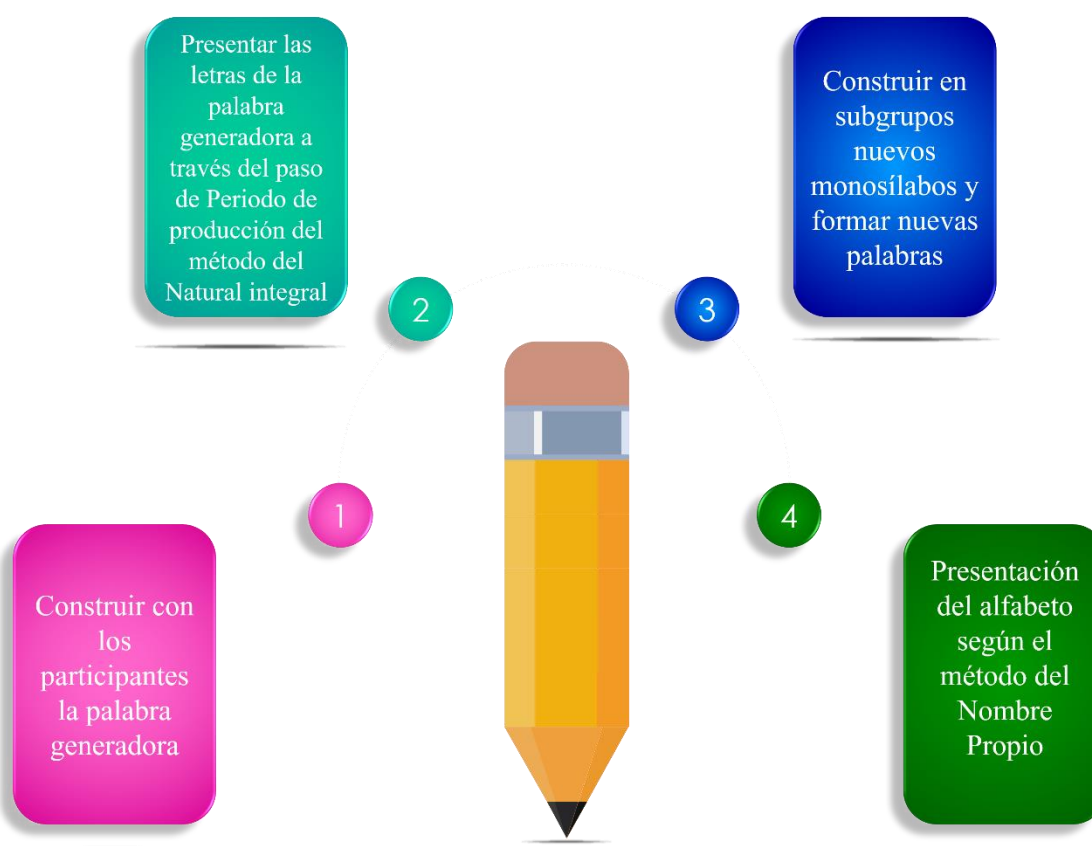 1
Construir con
los
participantes
la palabra
generadora
2
Presentar las
letras de la
palabra
generadora a
través del paso
de Periodo de
producción del
método del
Natural integral
3
Construir en
subgrupos
nuevos
monosílabos y
formar nuevas
palabras
4
Presentación
del alfabeto
según el
método del
Nombre
Propio